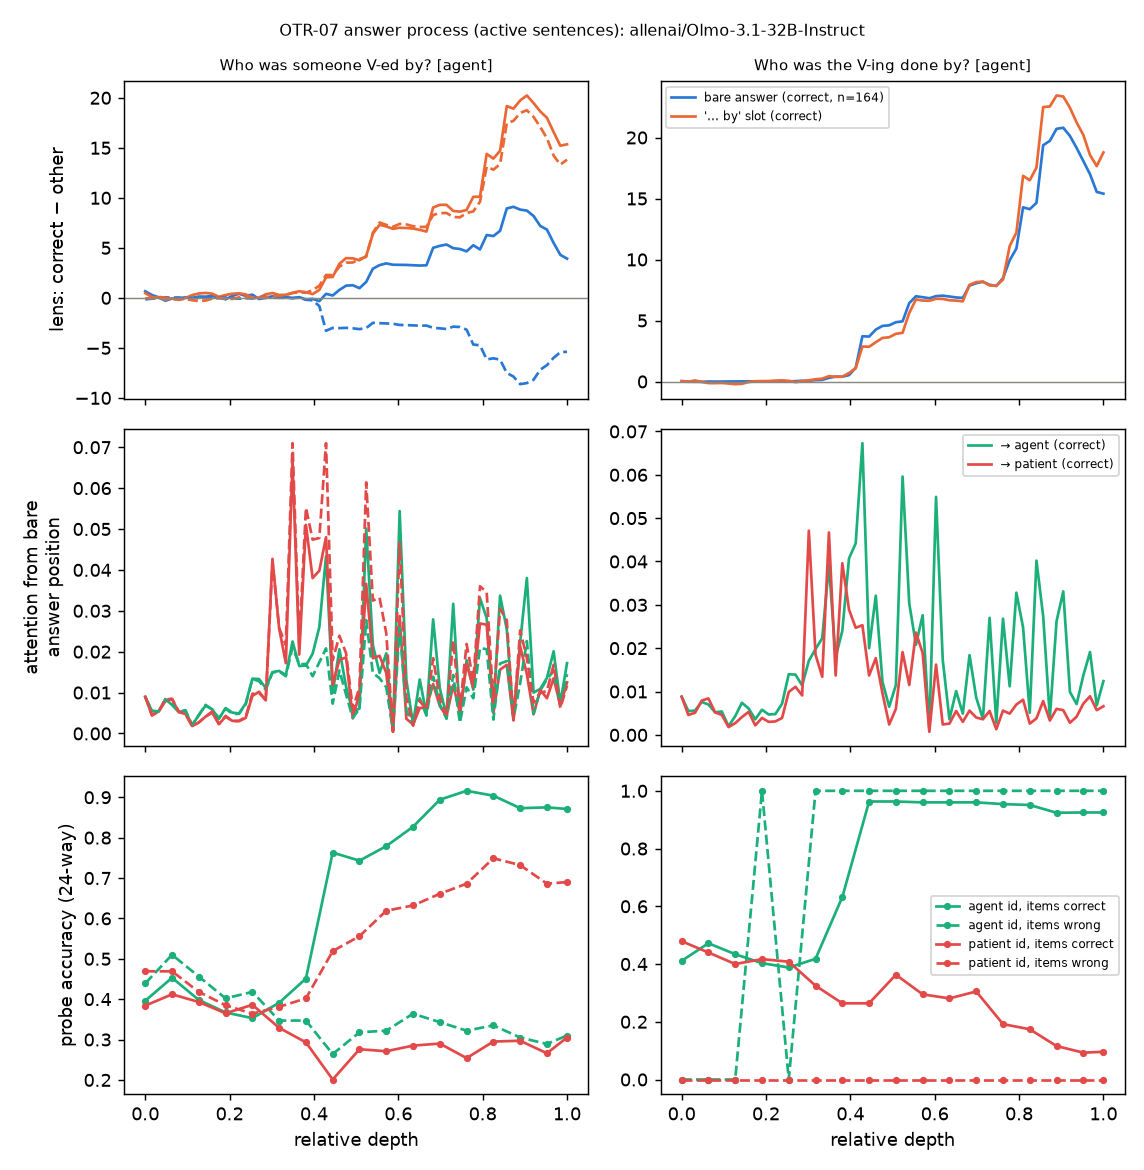 OTR-07 answer process (active sentences): allenai/Olmo-3.1-32B-Instruct
Who was someone V-ed by? [agent]
Who was the V-ing done by? [agent]
lens: correct − other
20
15
10
5
0
−5
−10
bare answer (correct, n=164)
'... by' slot (correct)
20
15
10
5
0
attention from bare
answer position
0.07
0.06
0.05
0.04
0.03
0.02
0.01
0.00
→ agent (correct)
→ patient (correct)
0.07
0.06
0.05
0.04
0.03
0.02
0.01
0.00
probe accuracy (24-way)
0.9
0.8
0.7
0.6
0.5
0.4
0.3
0.2
0.0 0.2 0.4 0.6 0.8 1.0
relative depth
agent id, items correct
agent id, items wrong
patient id, items correct
patient id, items wrong
1.0
0.8
0.6
0.4
0.2
0.0
0.0 0.2 0.4 0.6 0.8 1.0
relative depth